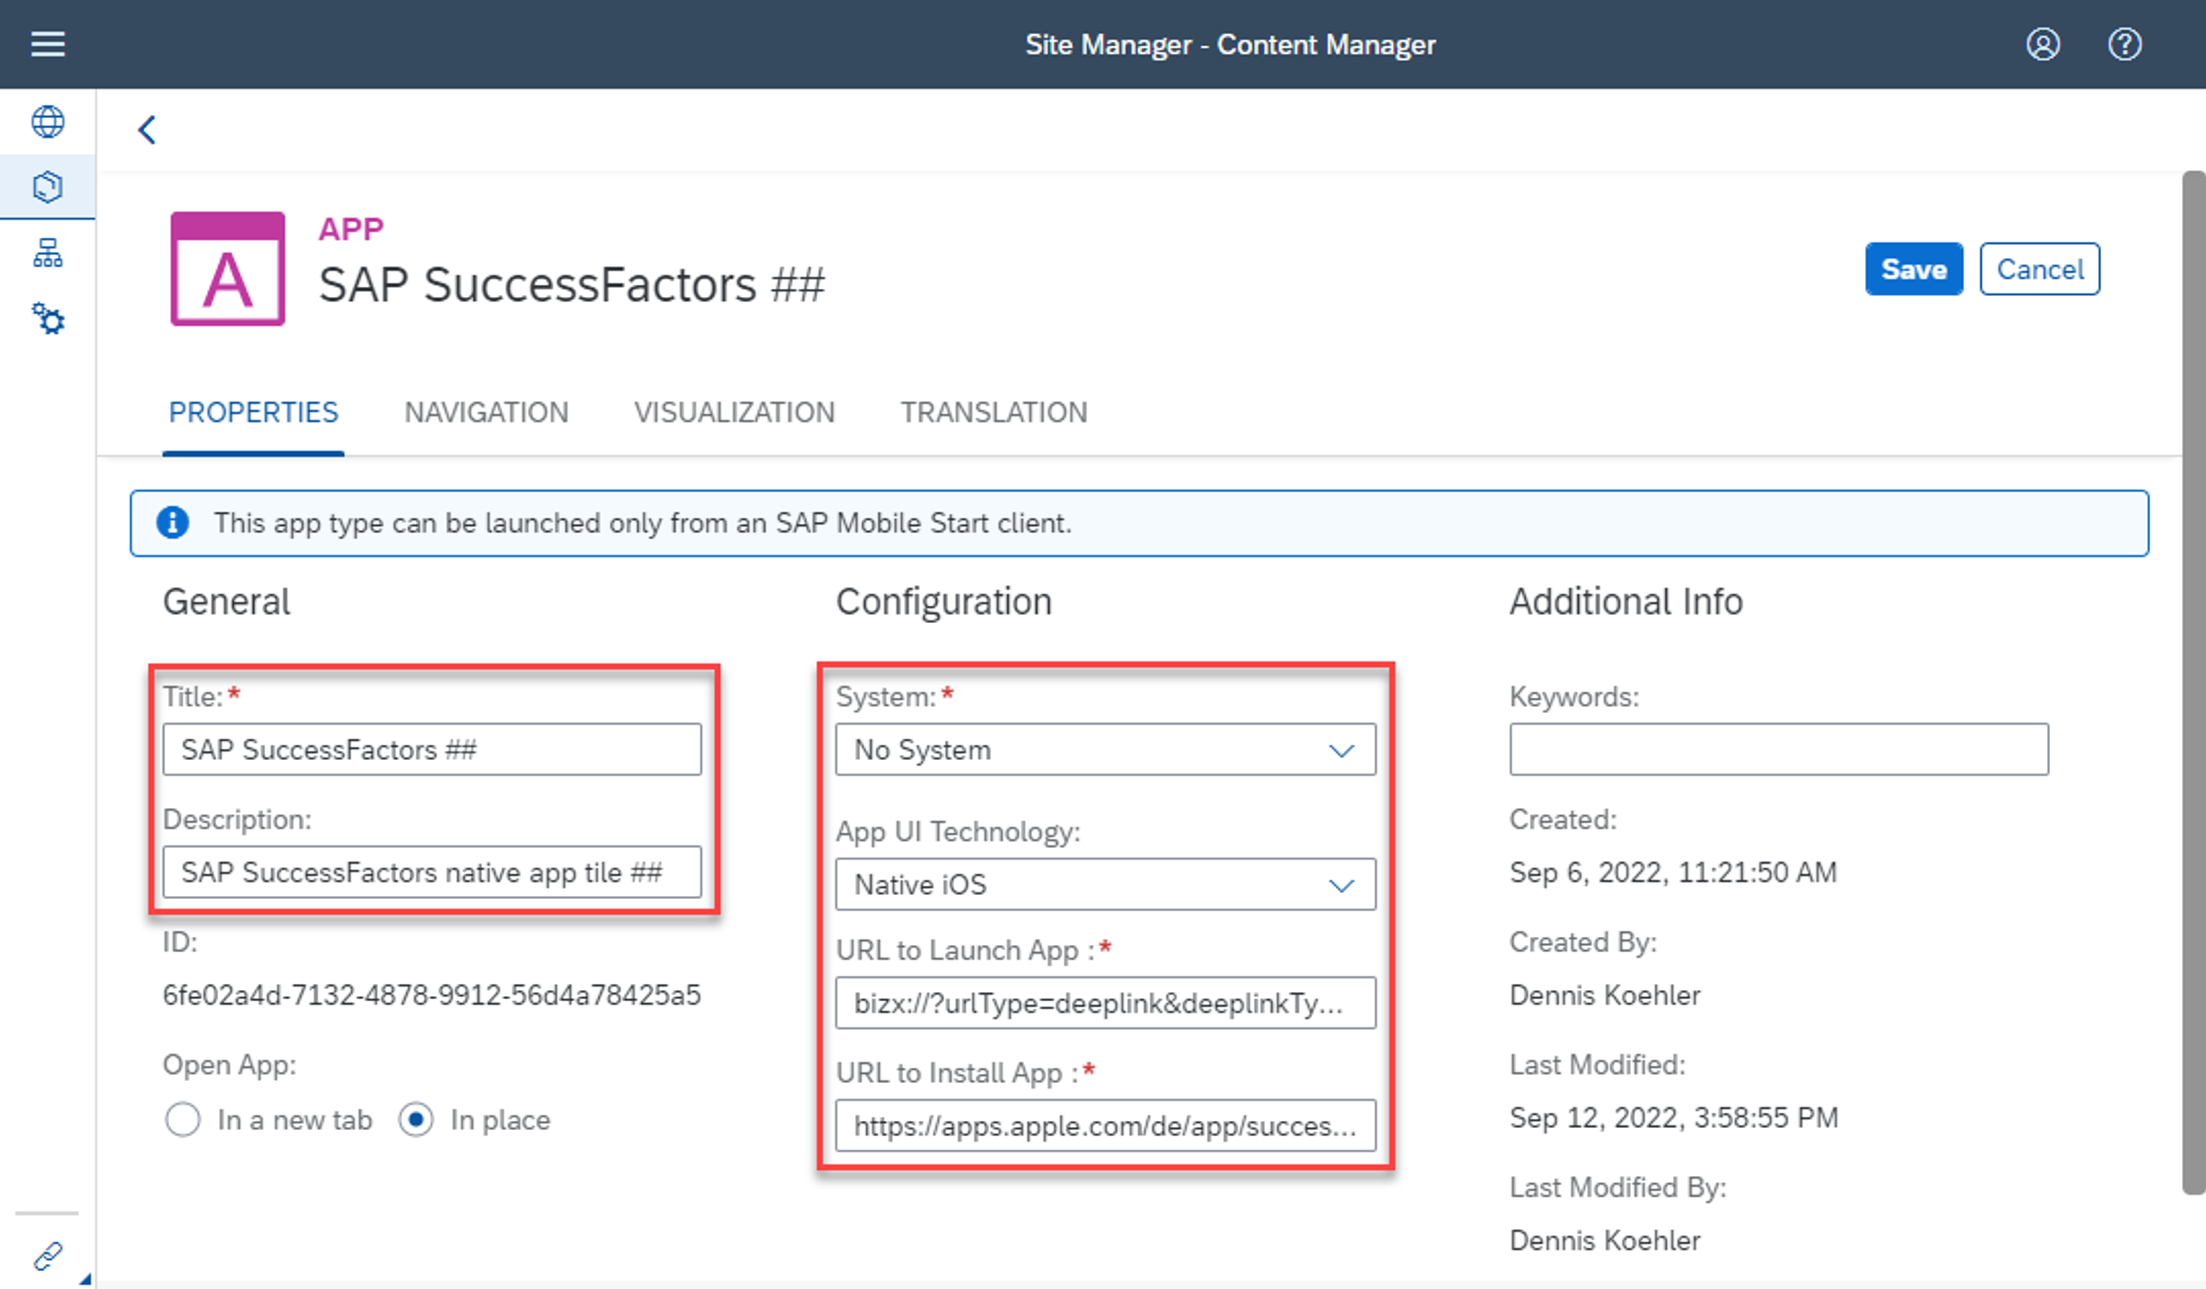 Site Manager - Content Manager
APP
A
SAP SuccessFactors ##
Save
Cancel
PROPERTIES
NAVIGATION
VISUALIZATION
TRANSLATION
This app type can be launched only from an SAP Mobile Start client.
General
Title:*
SAP SuccessFactors ##
Description:
SAP SuccessFactors native app tile ##
ID:
6fe02a4d-7132-4878-9912-56d4a78425a5
Open App:
In a new tab
In place
Configuration
System:*
No System
App UI Technology:
Native iOS
URL to Launch App :*
bizx://?urlType=deeplink&deeplinkTy...
URL to Install App :*
https://apps.apple.com/de/app/succes...
Additional Info
Keywords:
Created:
Sep 6, 2022, 11:21:50 AM
Created By:
Dennis Koehler
Last Modified:
Sep 12, 2022, 3:58:55 PM
Last Modified By:
Dennis Koehler